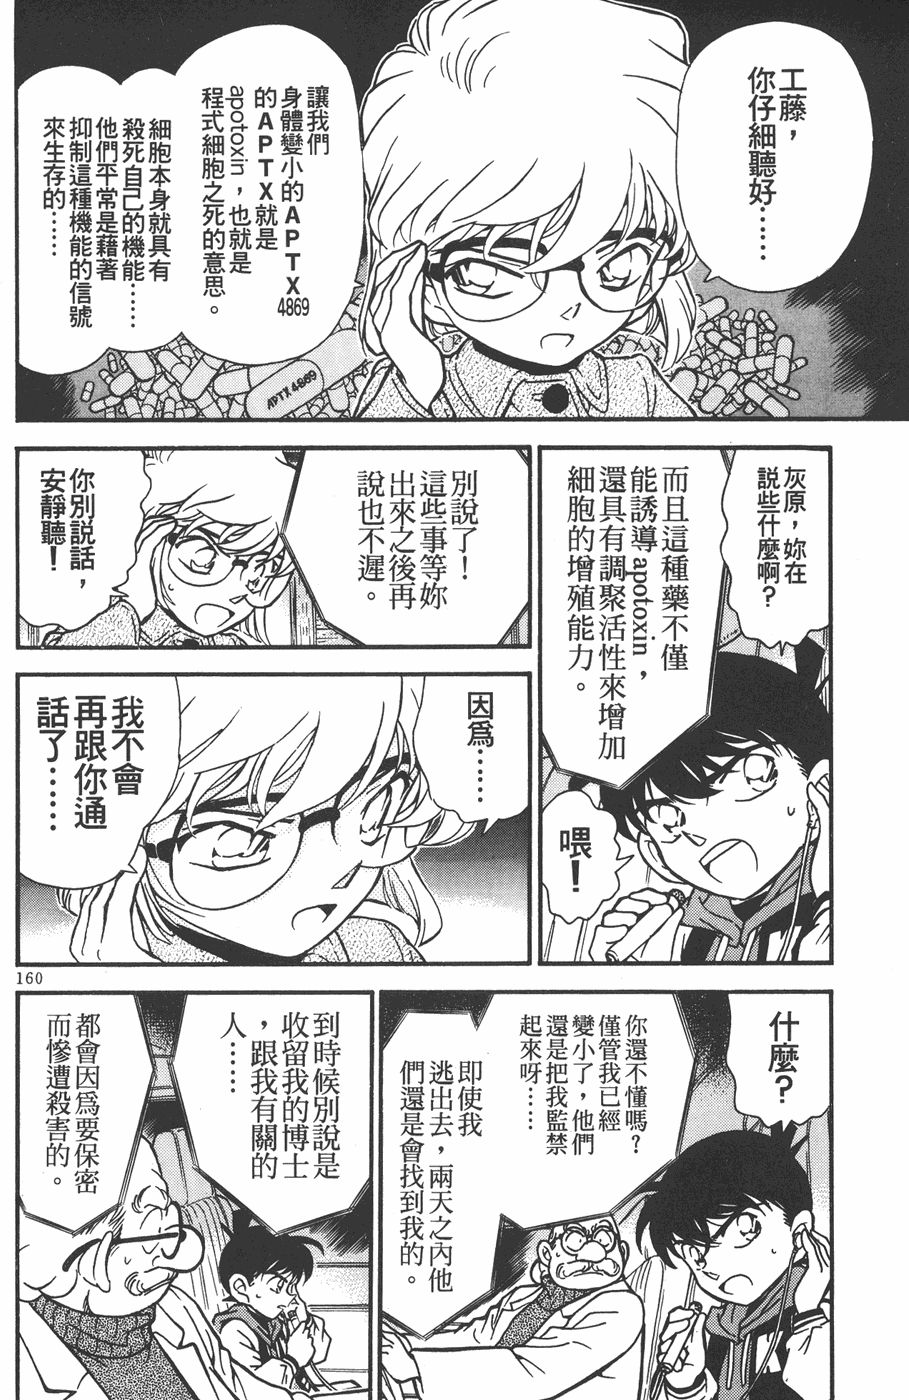 工藤，
你仔細聽好……
讓我們
身體變小的APTX4869
的APTX就是
apotoxin，也就是
程式細胞之死的意思。
細胞本身就具有
殺死自己的機能……
他們平常是藉著
抑制這種機能的信號
來生存的……
APTX4869
灰原，妳在
說些什麼啊？
而且這種藥不僅
能誘導apotoxin，
還具有調聚活性來增加
細胞的增殖能力。
喂！
別說了！
這些事等妳
出來之後再
說也不遲。
你別說話，
安靜聽！
因爲……
我不會
再跟你通
話了……
160
什麼？
你還不懂嗎？
僅管我已經
變小了，他們
還是把我監禁
起來呀……
即使我
逃出去，兩天之內他
們還是會找到我的。
到時候別說是
收留我的博士
，跟我有關的
人……
都會因爲要保密
而慘遭殺害的。